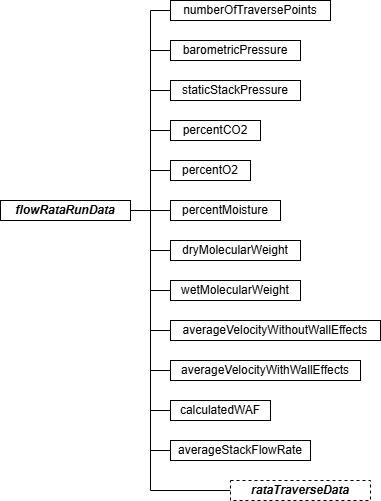 numberOfTraversePoints
barometricPressure
staticStackPressure
percentCO2
percentO2
flowRataRunData
percentMoisture
dryMolecularWeight
wetMolecularWeight
averageVelocityWithoutWallEffects
averageVelocityWithWallEffects
calculatedWAF
averageStackFlowRate
rataTraverseData